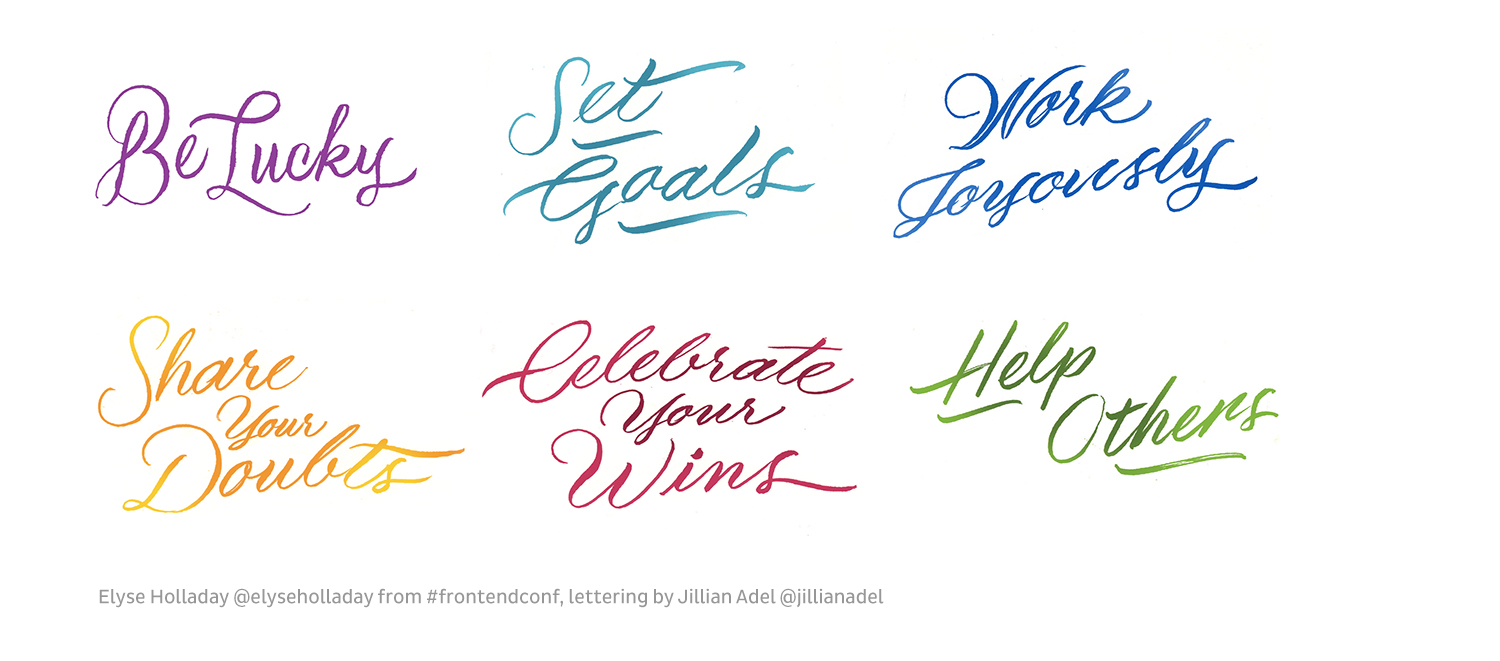 Be Lucky
Set
Goals
Work
Joyously
Share
Your
Doubts
Celebrate
Your
Wins
Help
Others
Elyse Holladay @elyseholladay from #frontendconf, lettering by Jillian Adel @jillianadel